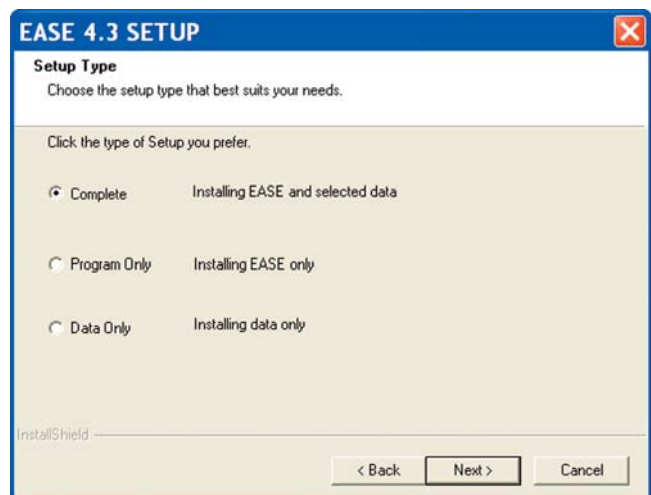 EASE 4.3 SETUP
Setup Type
Choose the setup type that best suits your needs.
Click the type of Setup you prefer.
Complete Installing EASE and selected data
Program Only Installing EASE only
Data Only Installing data only
InstallShield
< Back Next > Cancel